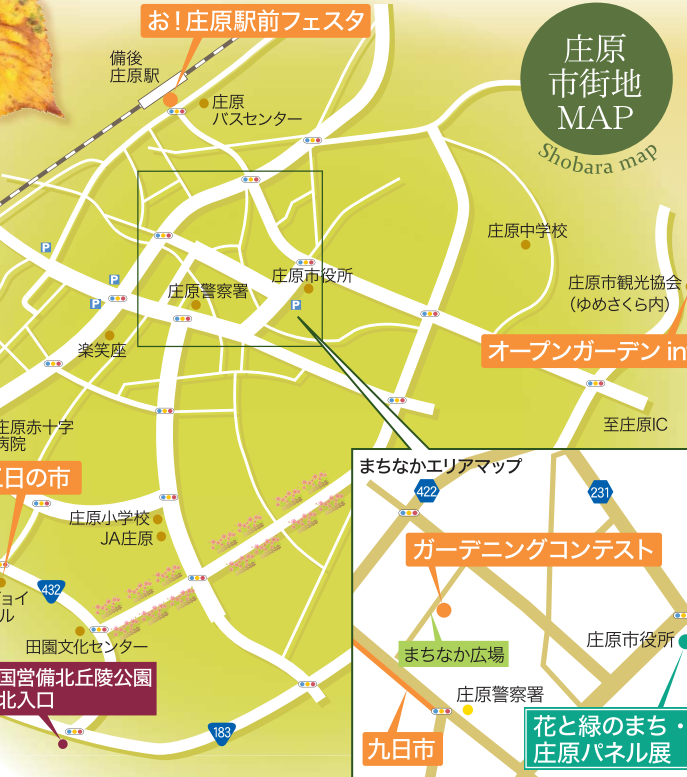 お！庄原駅前フェスタ
庄原
市街地
MAP
Shobara map
備後
庄原駅
庄原
バスセンター
庄原中学校
庄原市役所
庄原警察署
庄原市観光協会
（ゆめさくら内）
楽笑座
オープンガーデン in
至庄原IC
庄原赤十字
病院
日の市
庄原小学校
JA庄原
432
ョイ
ル
田園文化センター
国営備北丘陵公園
北入口
183
P
P
P
P
まちなかエリアマップ
422
231
ガーデニングコンテスト
まちなか広場
庄原市役所
庄原警察署
九日市
花と緑のまち・
庄原パネル展